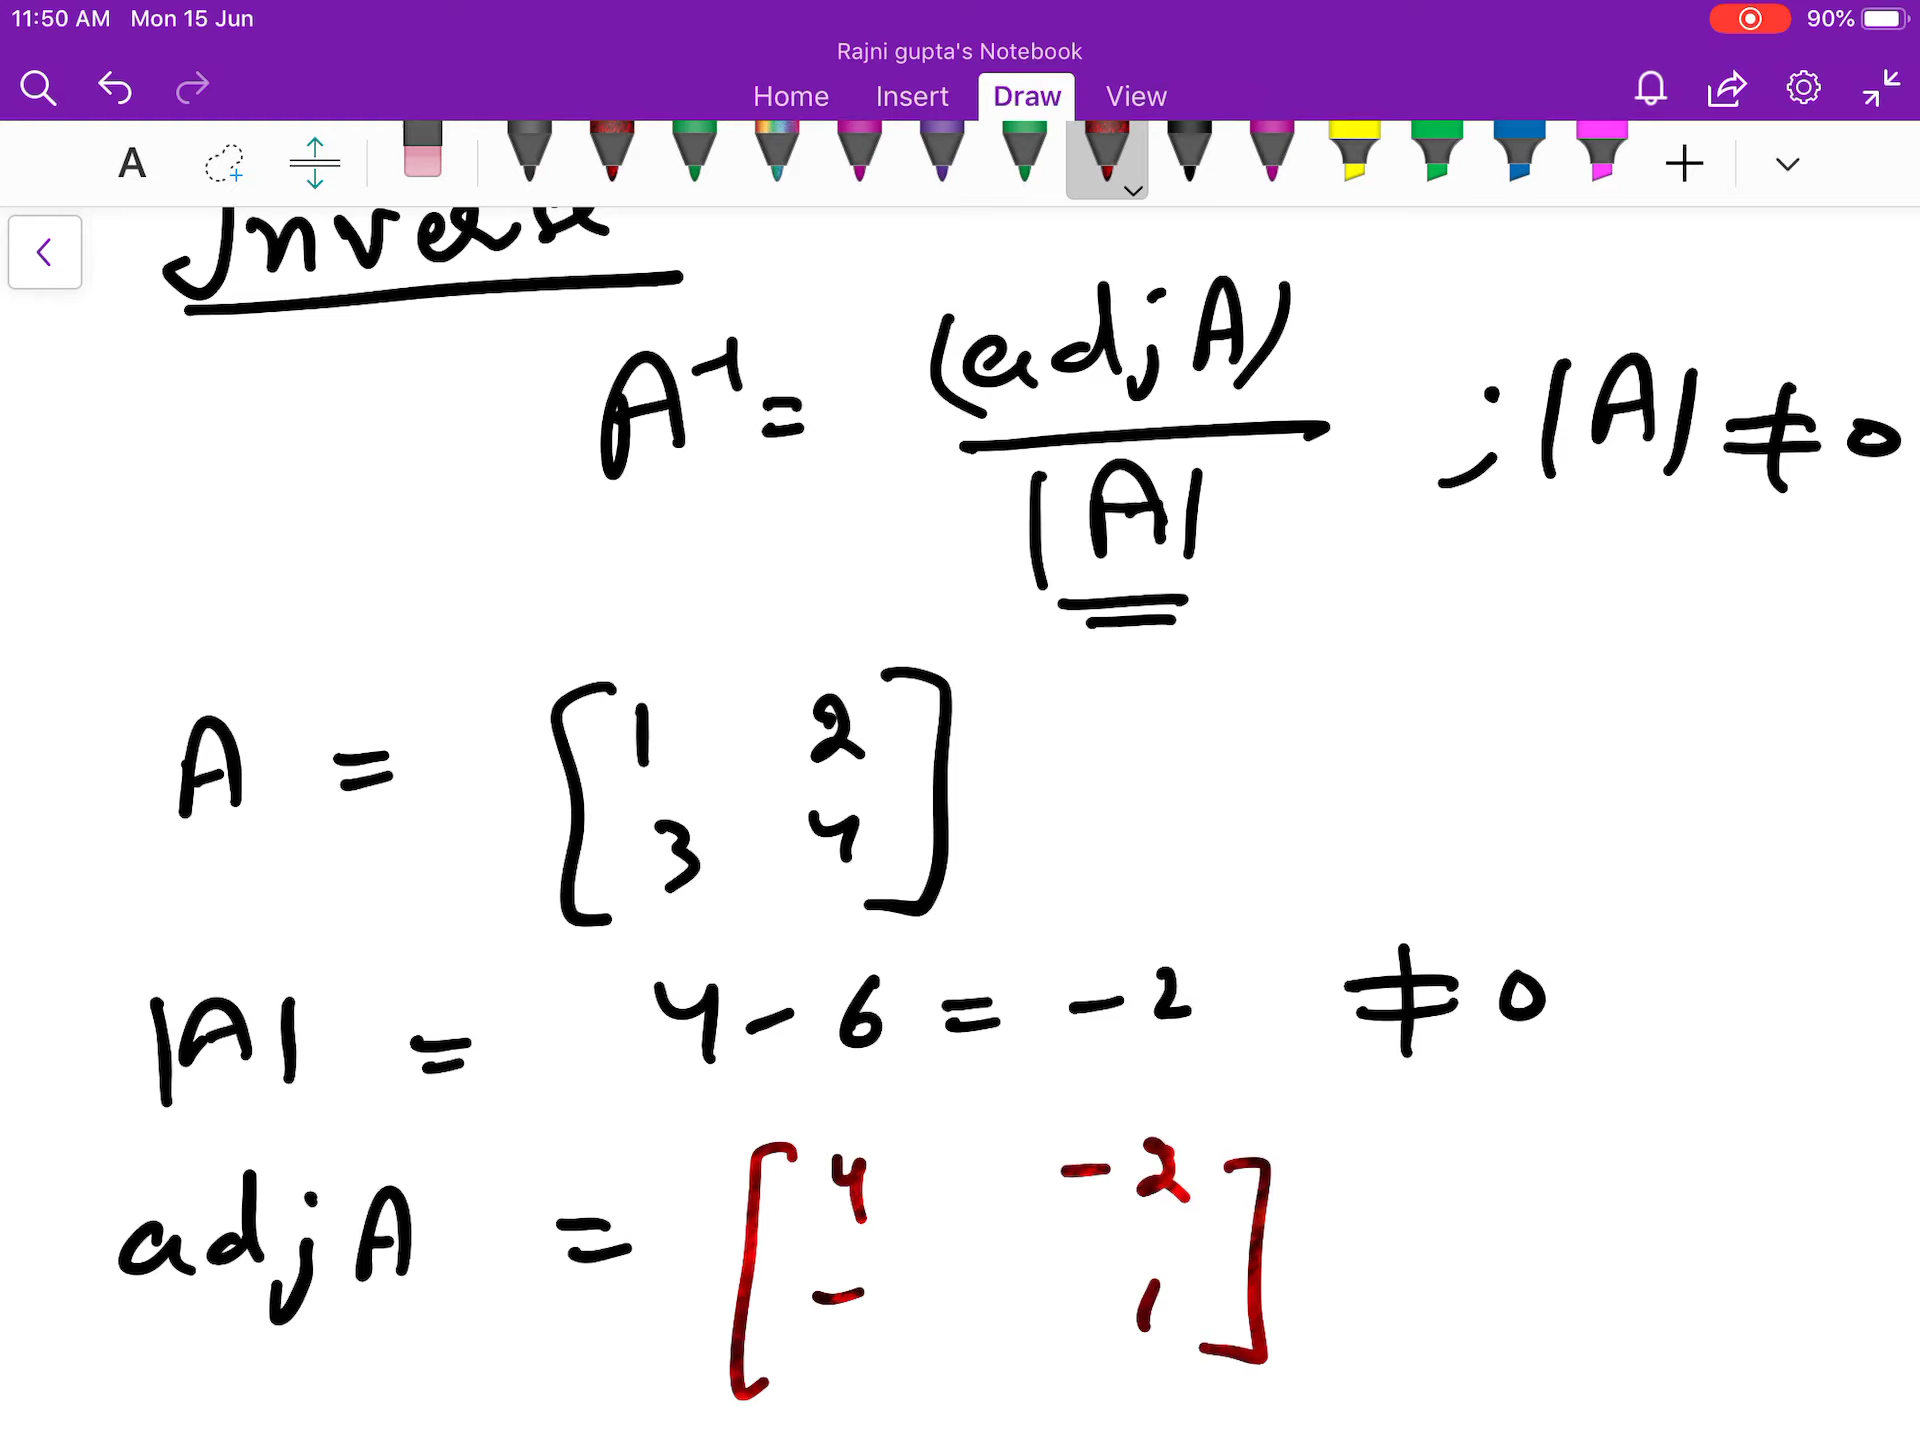 11:50 AM Mon 15 Jun 90%
Rajni gupta's Notebook
Home Insert Draw View
A
Inverse
A⁻¹ = (adj A) / |A| ; |A| ≠ 0
A = [1 2
3 4]
|A| = 4 - 6 = -2 ≠ 0
adj A = [4 -2
- 1]